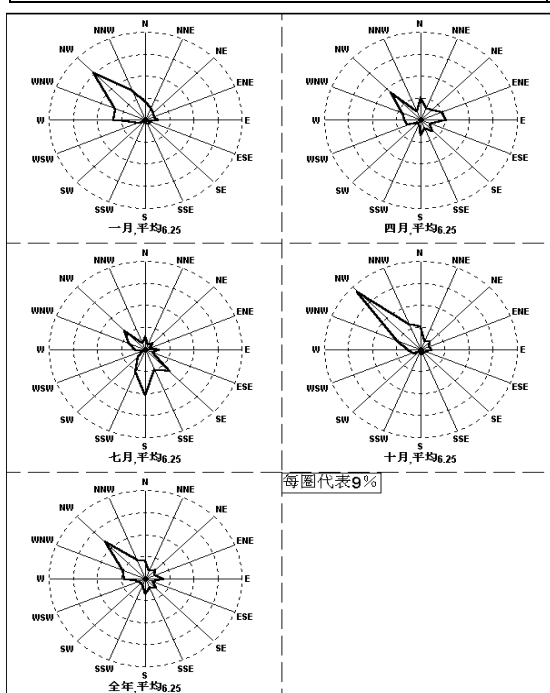 N
NNW NNE
NW NE
WNW ENE
W E
WSW ESE
SW SE
SSW SSE
S
一月,平均6.25
N
NNW NNE
NW NE
WNW ENE
W E
WSW ESE
SW SE
SSW SSE
S
四月,平均6.25
N
NNW NNE
NW NE
WNW ENE
W E
WSW ESE
SW SE
SSW SSE
S
七月,平均6.25
N
NNW NNE
NW NE
WNW ENE
W E
WSW ESE
SW SE
SSW SSE
S
十月,平均6.25
每圈代表9%
N
NNW NNE
NW NE
WNW ENE
W E
WSW ESE
SW SE
SSW SSE
S
全年,平均6.25